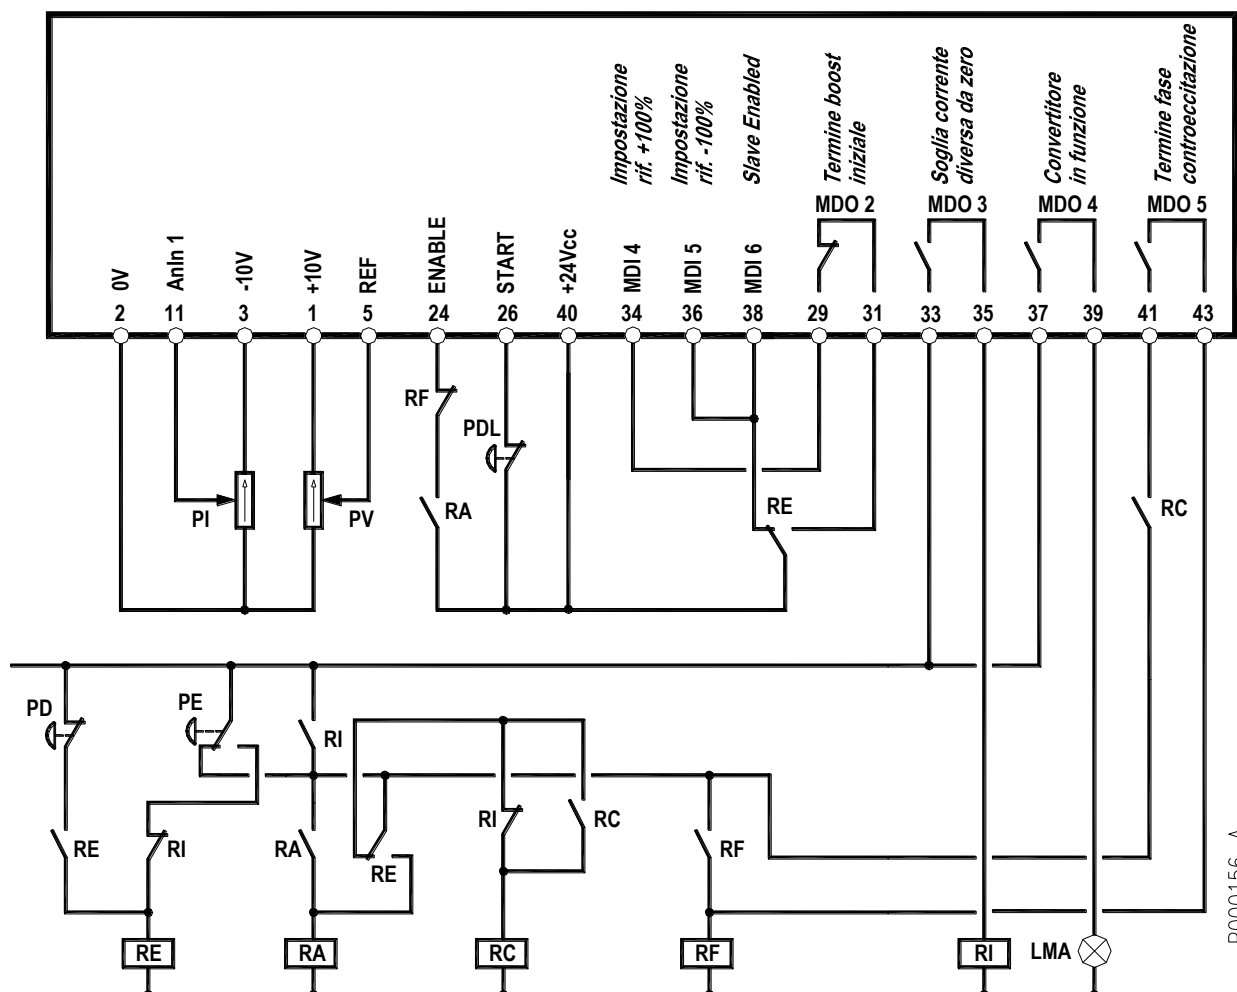 Impostazione
rif. +100%
Impostazione
rif. -100%
Slave Enabled
Termine boost
iniziale
Soglia corrente
diversa da zero
Convertitore
in funzione
Termine fase
controeccitazione
MDO 2
MDO 3
MDO 4
MDO 5
0V
AnIn 1
-10V
+10V
REF
ENABLE
START
+24Vcc
MDI 4
MDI 5
MDI 6
2
11
3
1
5
24
26
40
34
36
38
29
31
33
35
37
39
41
43
RF
PDL
PI
PV
RA
RE
RC
PD
PE
RI
RE
RI
RA
RE
RI
RC
RF
RE
RA
RC
RF
RI
LMA
P000156